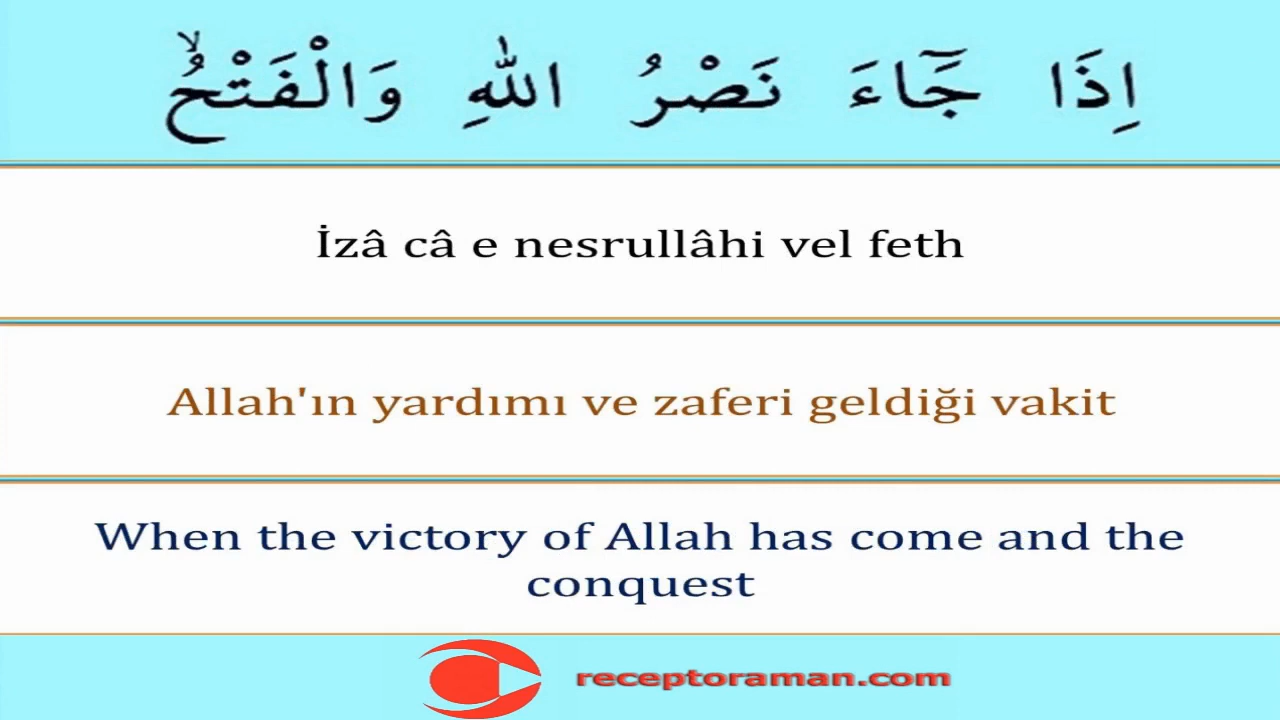 اِذَا جَٓاءَ نَصْرُ اللّٰهِ وَالْفَتْحُۙ
İzâ câ e nesrullâhi vel feth
Allah'ın yardımı ve zaferi geldiği vakit
When the victory of Allah has come and the
conquest
receptoraman.com